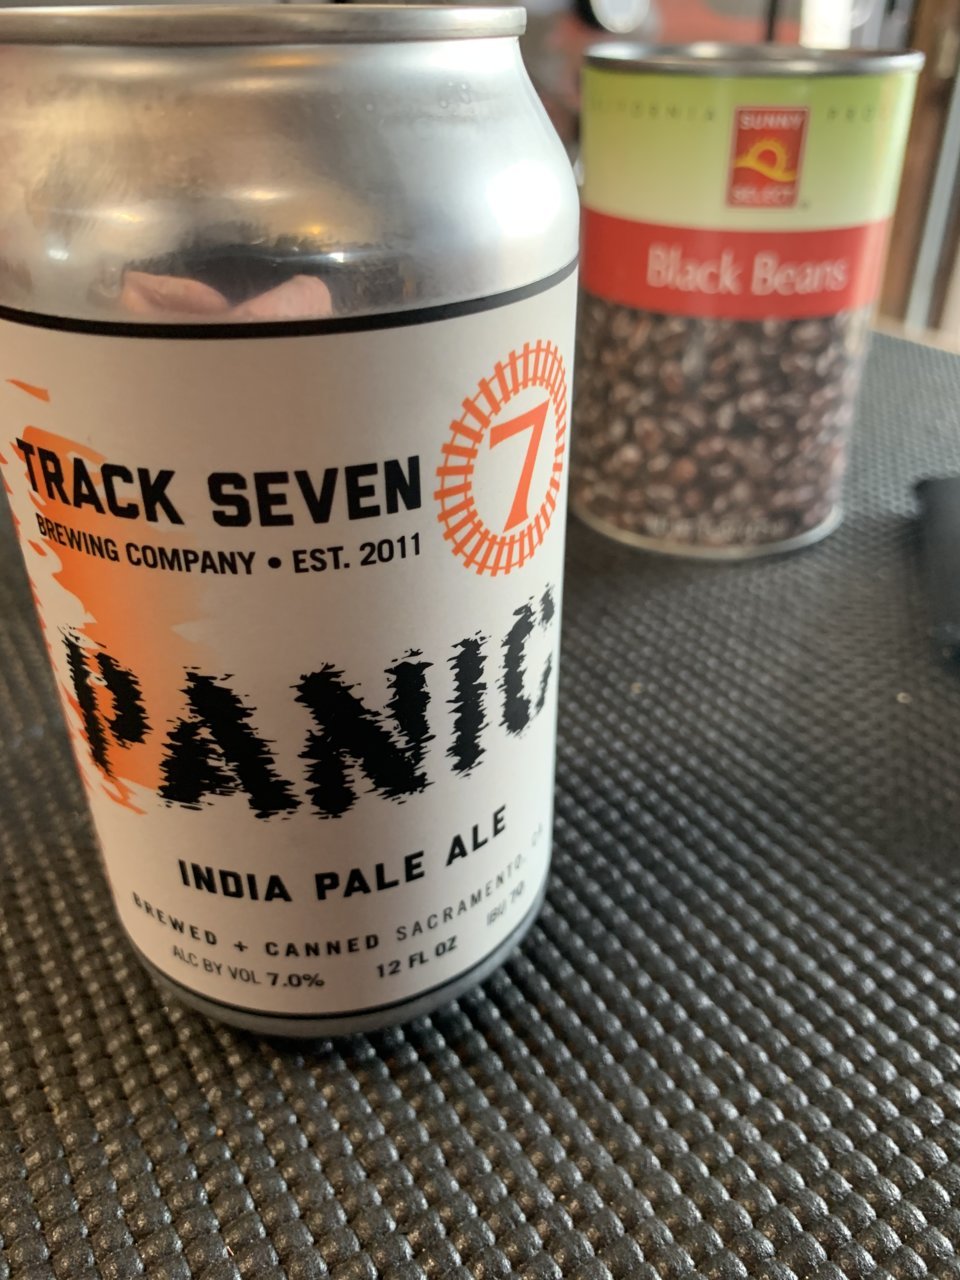 TRACK SEVEN
BREWING COMPANY • EST. 2011
7
PANIC
INDIA PALE ALE
BREWED + CANNED SACRAMENTO, CA
ALC BY VOL 7.0% 12 FL OZ IBU 70
SUNNY
SELECT
Black Beans